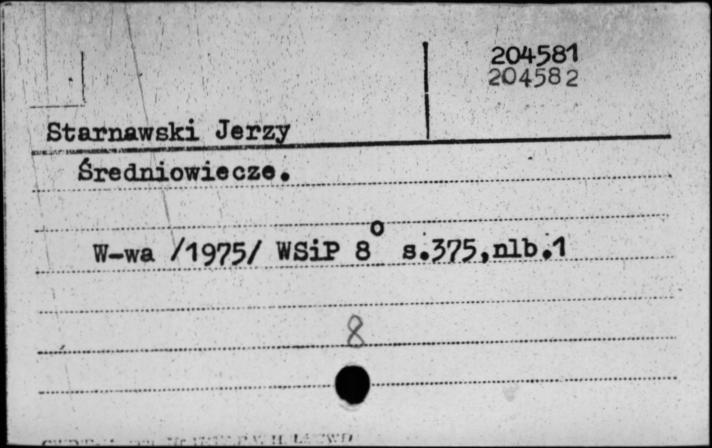 204581
204582
Starnawski Jerzy
Średniowiecze.
W-wa /1975/ WSiP 8° s.375,nlb.1
8